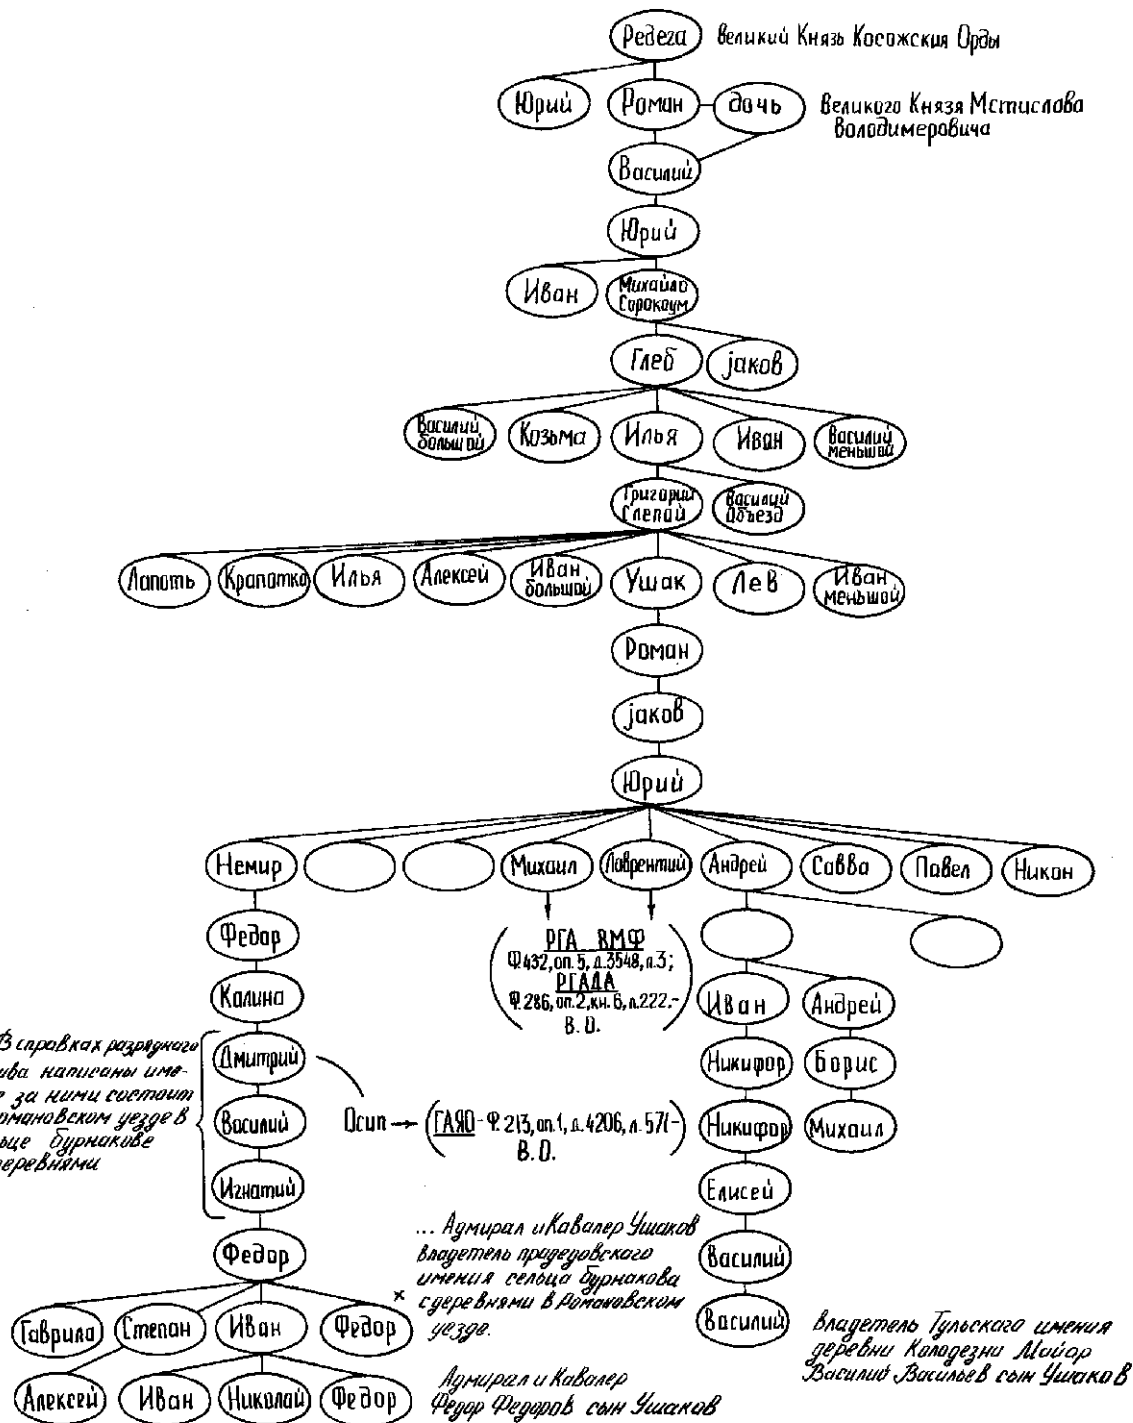 Редега Великий Князь Косожския Орды
Юрий Роман дочь Великого Князя Мстислава
Володимеровича
Василий
Юрий
Иван Михайло
Сорокоум
Глеб јаков
Василий
большой Козьма Илья Иван Василий
меньшой
Григорий
Слепой Василий
Объезд
Лапоть Крапотка Илья Алексей Иван
большой Ушак Лев Иван
меньшой
Роман
јаков
Юрий
Немир Михаил Лаврентий Андрей Савва Павел Никон
Федор
РГА ВМФ
Ф.432, оп.5, д.3548, л.3;
РГАДА
Ф.286, оп.2, кн.6, л.222.-
В.О.
Калина Иван Андрей
В справках разрядного
ива написаны име-
е за ними состоит
омановском уезде в
ьце Бурнакове
деревнями
Дмитрий Никифор Борис
Василий Осип (ГАЯО-Ф.213, оп.1, д.4206, л.571-)
В.О.
Никифор Михаил
Игнатий Елисей
Федор
... Адмирал и Кавалер Ушаков
владетель прадедовского
имения сельца Бурнакова
с деревнями в Романовском
уезде.
Василий
Гаврила Степан Иван Федор x
Василий
Владетель Тульскаго имения
деревни Колодезни Майор
Василий Васильев сын Ушаков
Алексей Иван Николай Федор
Адмирал и Кавалер
Федор Федоров сын Ушаков